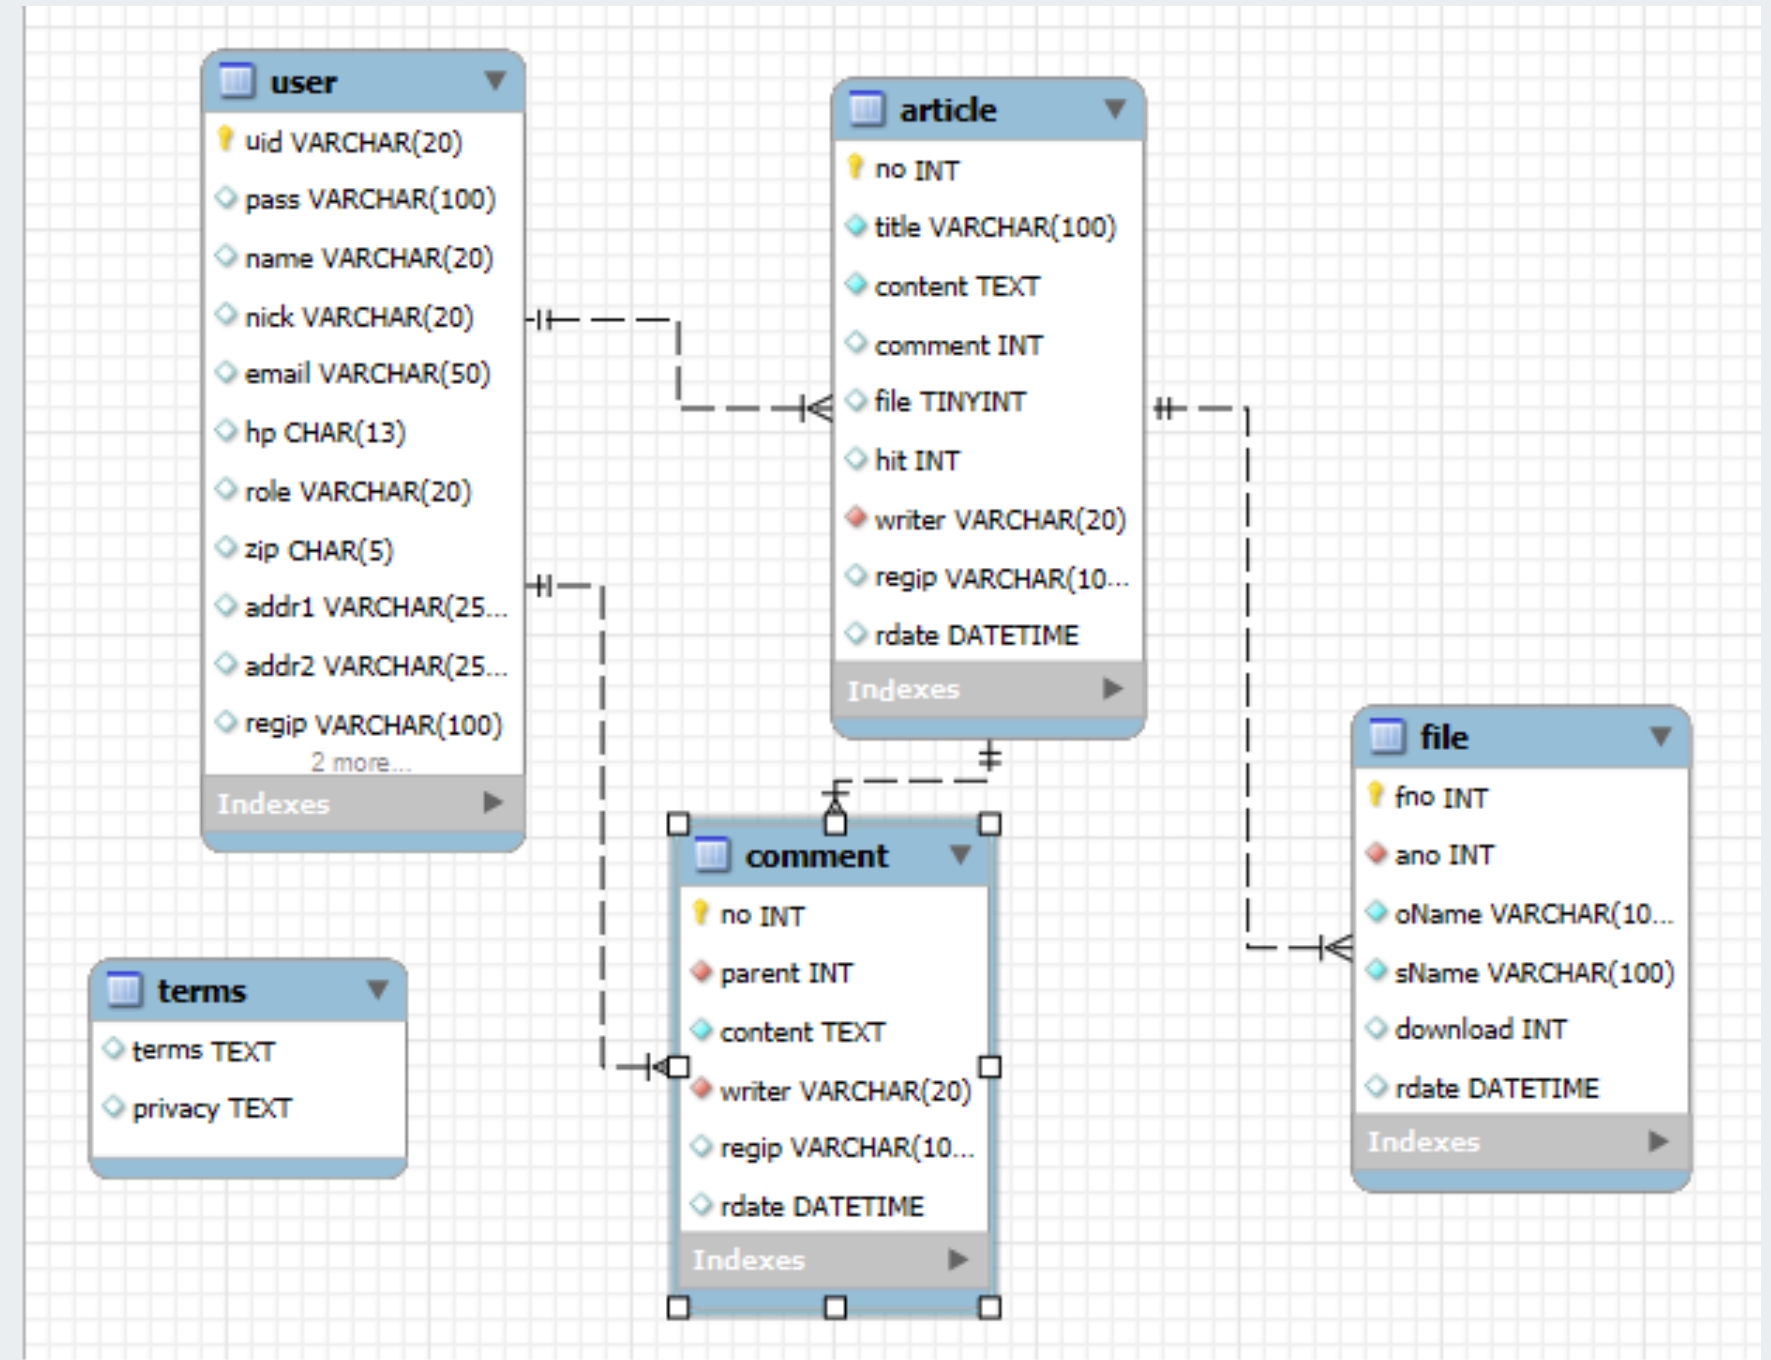 user
uid VARCHAR(20)
pass VARCHAR(100)
name VARCHAR(20)
nick VARCHAR(20)
email VARCHAR(50)
hp CHAR(13)
role VARCHAR(20)
zip CHAR(5)
addr1 VARCHAR(25...
addr2 VARCHAR(25...
regip VARCHAR(100)
2 more...
Indexes
article
no INT
title VARCHAR(100)
content TEXT
comment INT
file TINYINT
hit INT
writer VARCHAR(20)
regip VARCHAR(10...
rdate DATETIME
Indexes
file
fno INT
ano INT
oName VARCHAR(10...
sName VARCHAR(100)
download INT
rdate DATETIME
Indexes
comment
no INT
parent INT
content TEXT
writer VARCHAR(20)
regip VARCHAR(10...
rdate DATETIME
Indexes
terms
terms TEXT
privacy TEXT